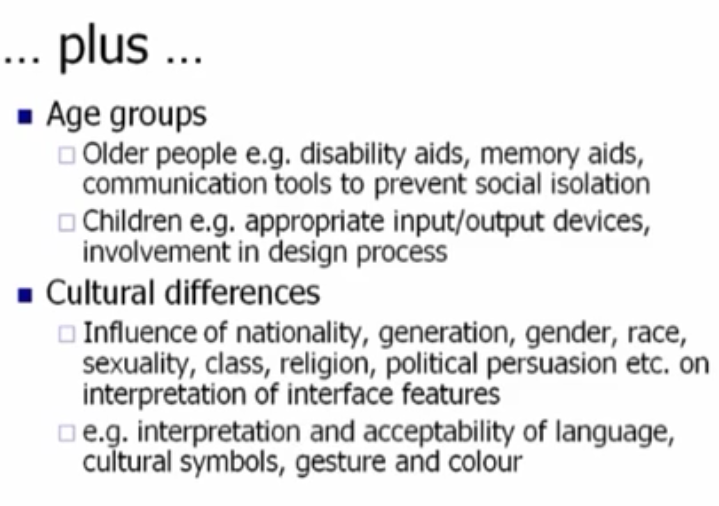 ... plus ...
Age groups
Older people e.g. disability aids, memory aids,
communication tools to prevent social isolation
Children e.g. appropriate input/output devices,
involvement in design process
Cultural differences
Influence of nationality, generation, gender, race,
sexuality, class, religion, political persuasion etc. on
interpretation of interface features
e.g. interpretation and acceptability of language,
cultural symbols, gesture and colour